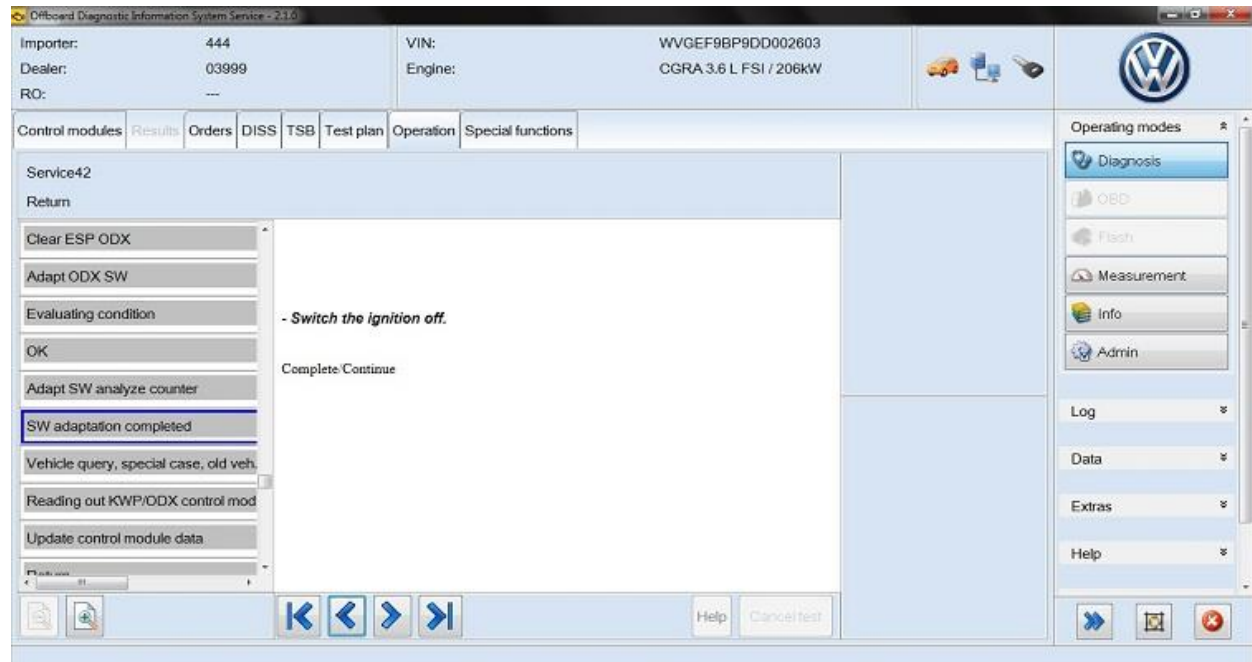 Offboard Diagnostic Information System Service - 2.1.0
Importer: 444 VIN: WVGEF9BP9DD002603
Dealer: 03999 Engine: CGRA 3.6 L FSI / 206kW
RO: ---
Control modules Results Orders DISS TSB Test plan Operation Special functions
Service42
Return
Clear ESP ODX
Adapt ODX SW
Evaluating condition
OK
Adapt SW analyze counter
SW adaptation completed
Vehicle query, special case, old veh.
Reading out KWP/ODX control mod
Update control module data
Return
- Switch the ignition off.
Complete/Continue
Help Cancel test
Operating modes
Diagnosis
OBD
Flash
Measurement
Info
Admin
Log
Data
Extras
Help